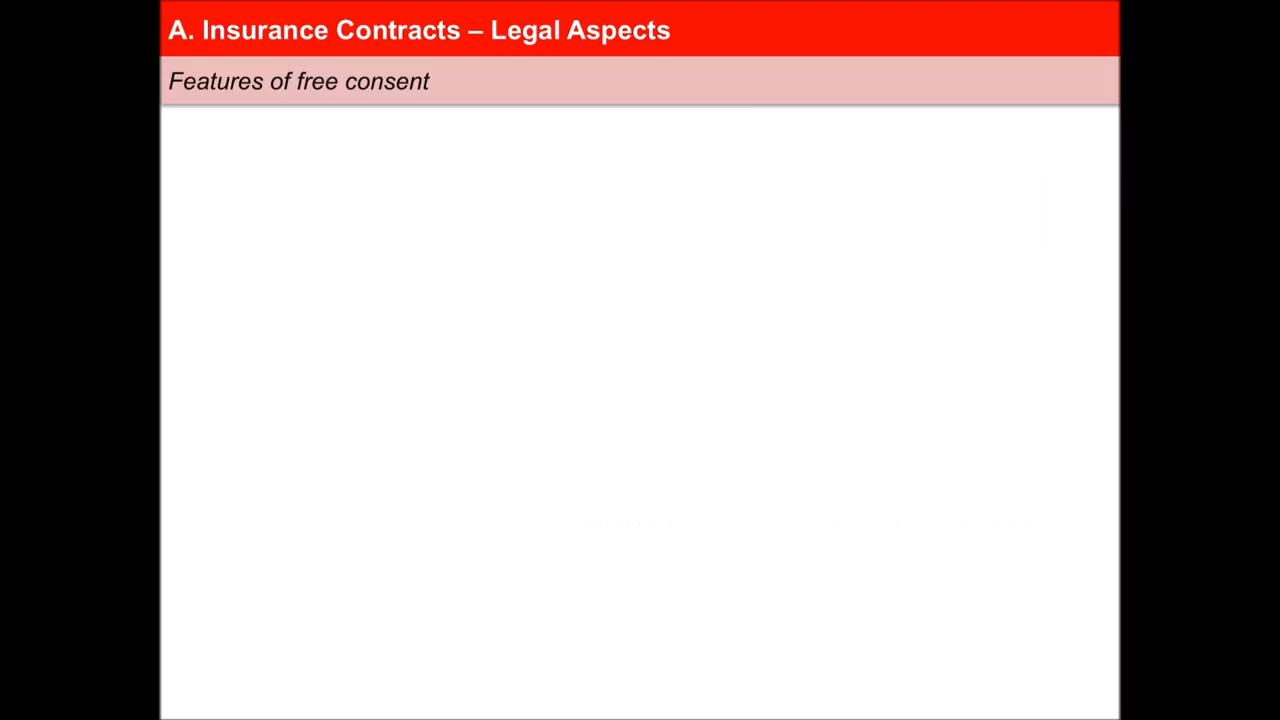 A. Insurance Contracts – Legal Aspects
Features of free consent